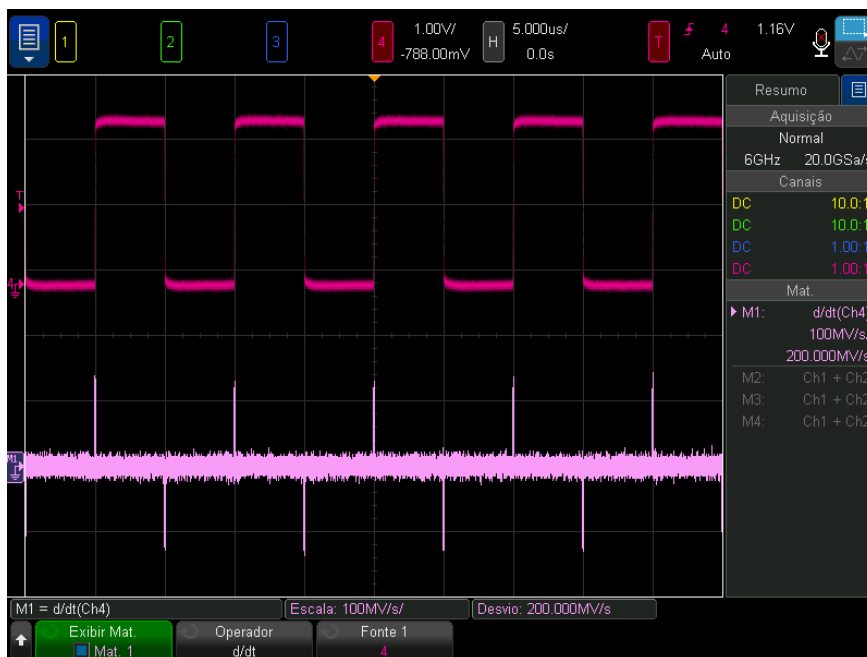 1
2
3
4
1.00V/
-788.00mV
H
5.000us/
0.0s
T
4
1.16V
Auto
Resumo
Aquisição
Normal
6GHz 20.0GSa/s
Canais
DC 10.0:1
DC 10.0:1
DC 1.00:1
DC 1.00:1
Mat.
M1: d/dt(Ch4)
100MV/s/
200.000MV/s
M2: Ch1 + Ch2
M3: Ch1 + Ch2
M4: Ch1 + Ch2
T
4
M1
M1 = d/dt(Ch4)
Escala: 100MV/s/
Desvio: 200.000MV/s
Exibir Mat.
Mat. 1
Operador
d/dt
Fonte 1
4